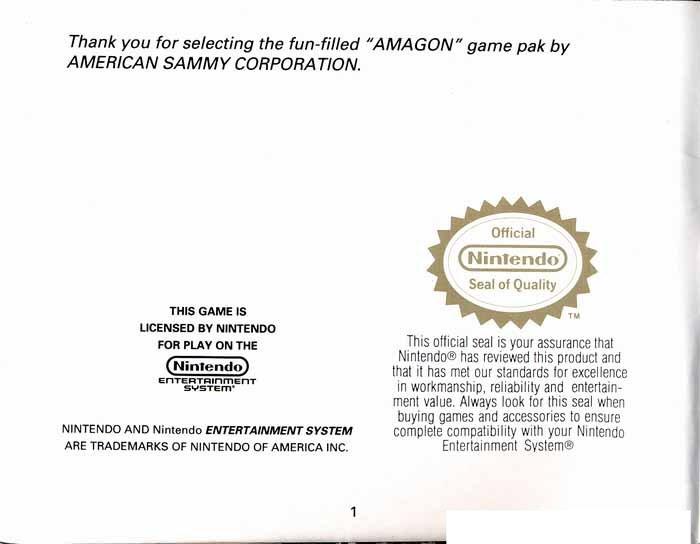 Thank you for selecting the fun-filled "AMAGON" game pak by
AMERICAN SAMMY CORPORATION.
Official
Nintendo
Seal of Quality
TM
This official seal is your assurance that
Nintendo® has reviewed this product and
that it has met our standards for excellence
in workmanship, reliability and entertain-
ment value. Always look for this seal when
buying games and accessories to ensure
complete compatibility with your Nintendo
Entertainment System®
THIS GAME IS
LICENSED BY NINTENDO
FOR PLAY ON THE
Nintendo
ENTERTAINMENT
SYSTEM®
NINTENDO AND Nintendo ENTERTAINMENT SYSTEM
ARE TRADEMARKS OF NINTENDO OF AMERICA INC.
1